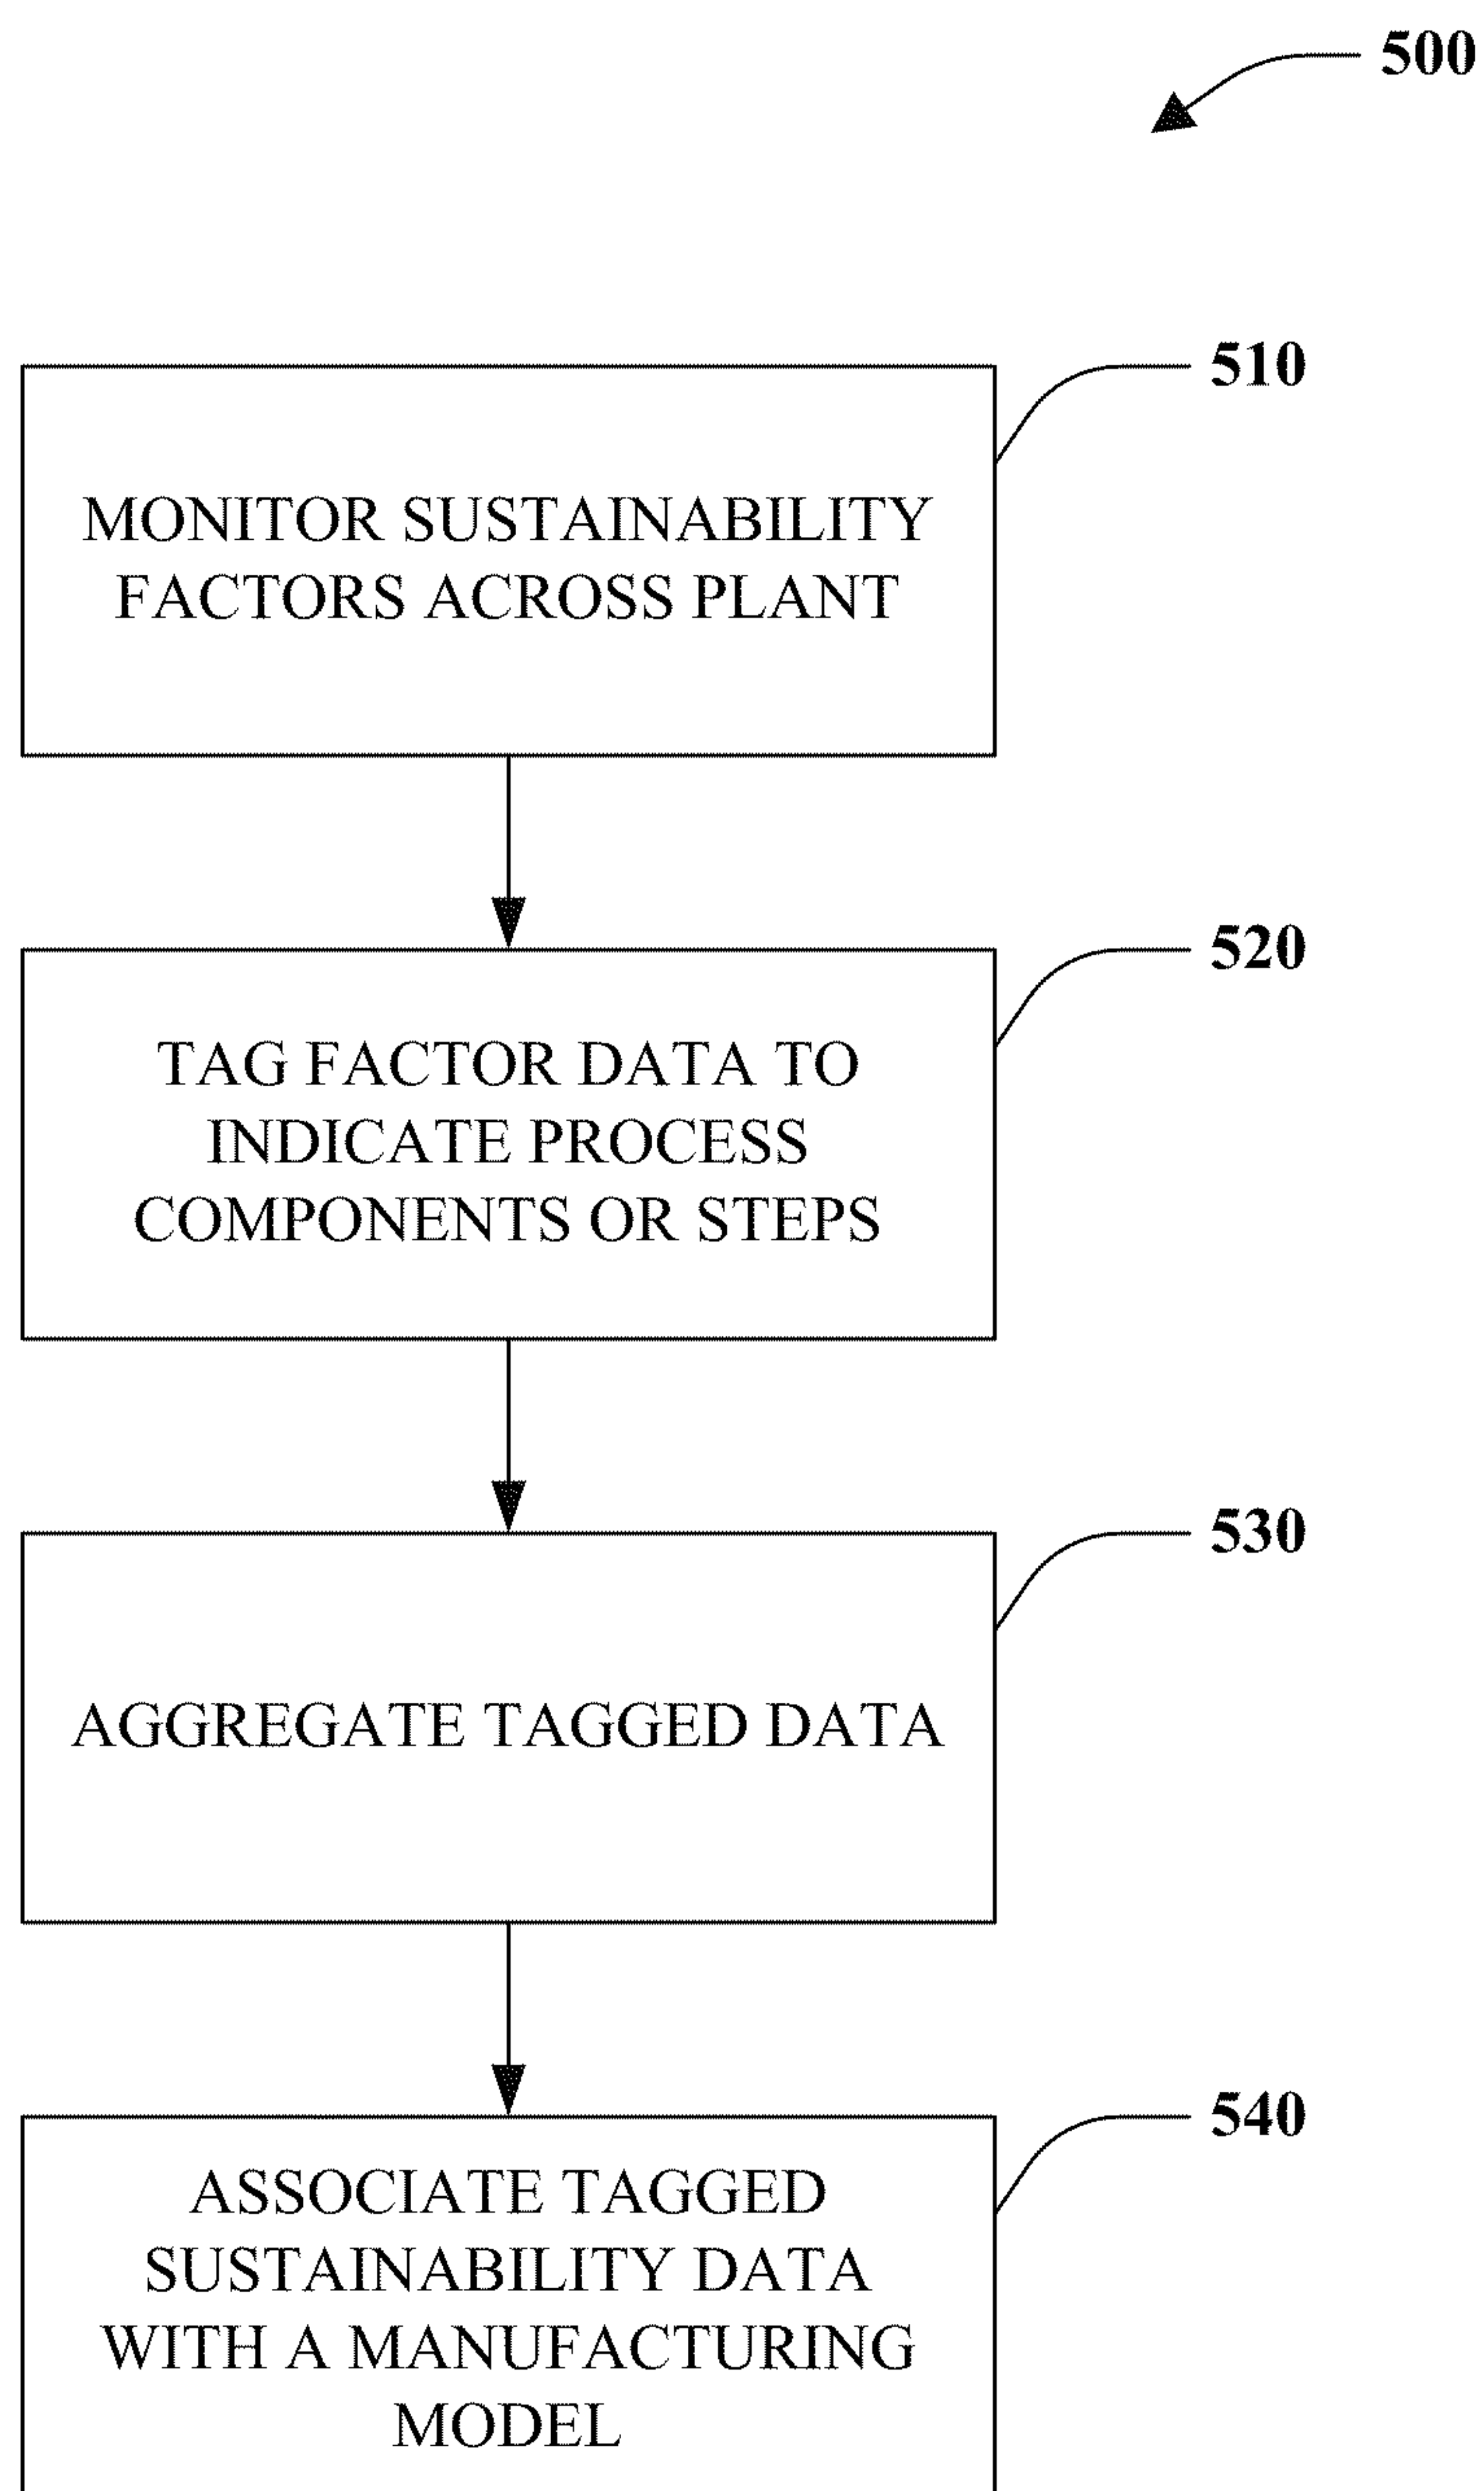 500
510
MONITOR SUSTAINABILITY
FACTORS ACROSS PLANT
520
TAG FACTOR DATA TO
INDICATE PROCESS
COMPONENTS OR STEPS
530
AGGREGATE TAGGED DATA
540
ASSOCIATE TAGGED
SUSTAINABILITY DATA
WITH A MANUFACTURING
MODEL